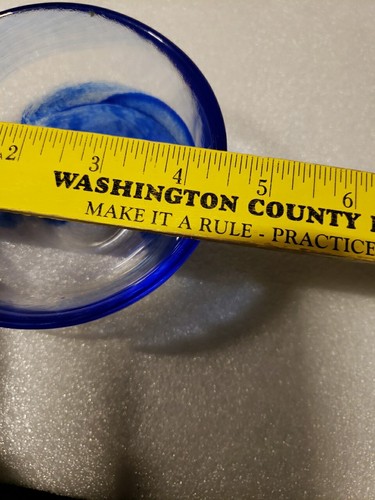 2 3 4 5 6
WASHINGTON COUNTY
MAKE IT A RULE - PRACTICE